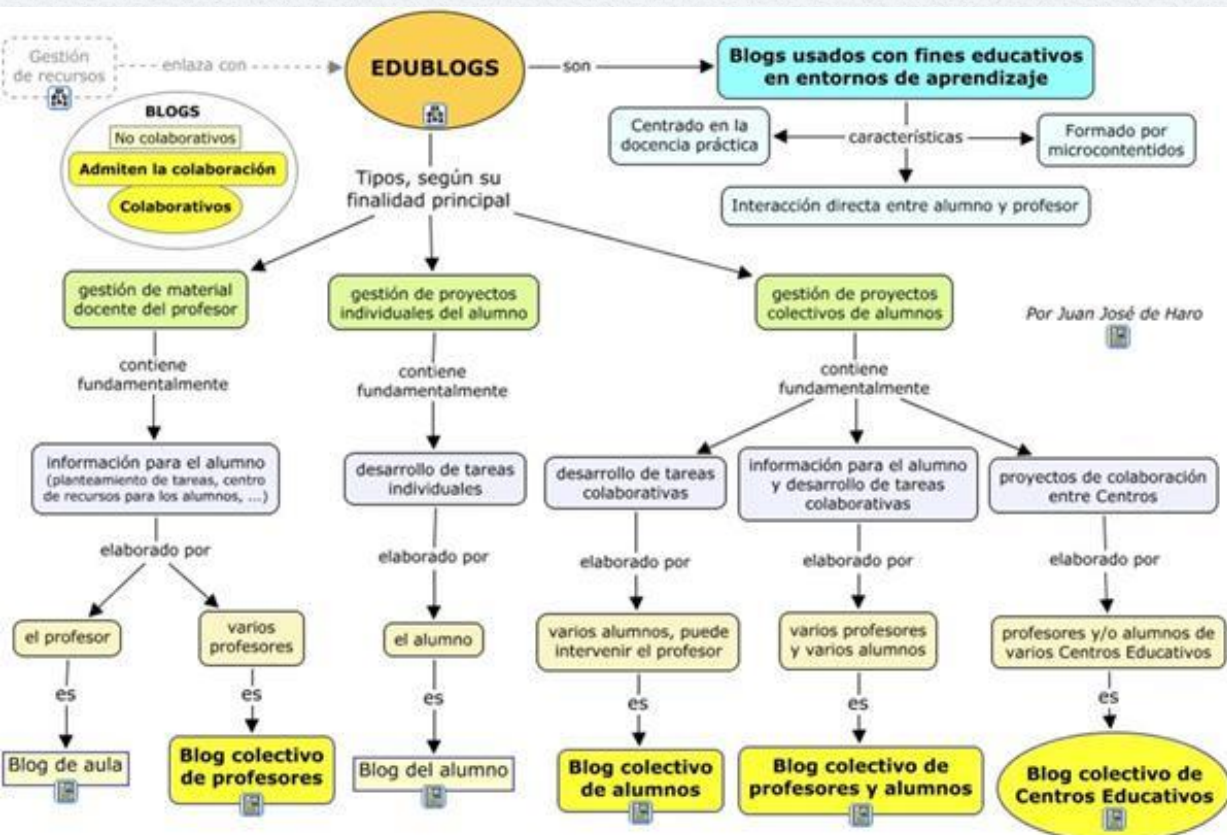 Gestión
de recursos
enlaza con
EDUBLOGS
son
Blogs usados con fines educativos
en entornos de aprendizaje
BLOGS
No colaborativos
Admiten la colaboración
Colaborativos
Centrado en la
docencia práctica
características
Formado por
microcontenidos
Interacción directa entre alumno y profesor
Tipos, según su
finalidad principal
gestión de material
docente del profesor
gestión de proyectos
individuales del alumno
gestión de proyectos
colectivos de alumnos
Por Juan José de Haro
contiene
fundamentalmente
contiene
fundamentalmente
contiene
fundamentalmente
información para el alumno
(planteamiento de tareas, centro
de recursos para los alumnos, ...)
desarrollo de tareas
individuales
desarrollo de tareas
colaborativas
información para el alumno
y desarrollo de tareas
colaborativas
proyectos de colaboración
entre Centros
elaborado por
elaborado por
elaborado por
elaborado por
elaborado por
el profesor
varios
profesores
el alumno
varios alumnos, puede
intervenir el profesor
varios profesores
y varios alumnos
profesores y/o alumnos de
varios Centros Educativos
es
es
es
es
es
es
Blog de aula
Blog colectivo
de profesores
Blog del alumno
Blog colectivo
de alumnos
Blog colectivo de
profesores y alumnos
Blog colectivo de
Centros Educativos